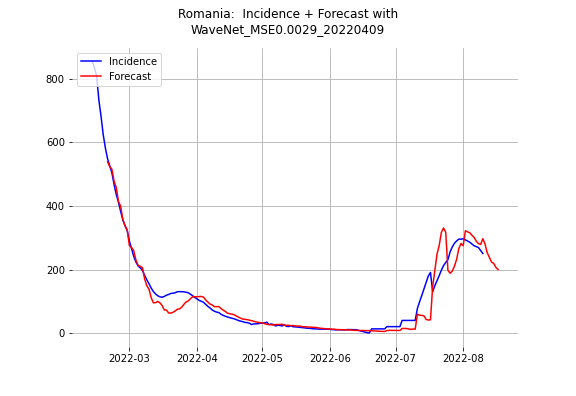 Romania:  Incidence + Forecast with
WaveNet_MSE0.0029_20220409
Incidence
Forecast
800
600
400
200
0
2022-03 2022-04 2022-05 2022-06 2022-07 2022-08